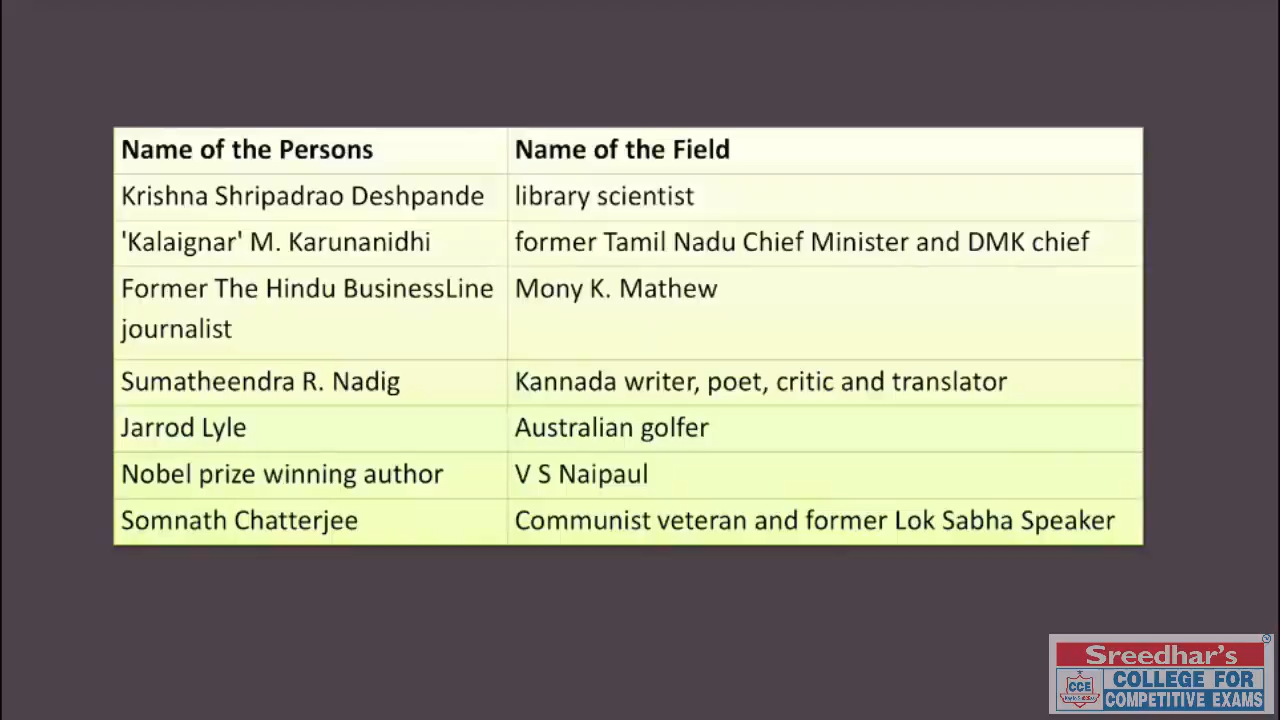 Name of the Persons Name of the Field
Krishna Shripadrao Deshpande library scientist
'Kalaignar' M. Karunanidhi former Tamil Nadu Chief Minister and DMK chief
Former The Hindu BusinessLine Mony K. Mathew
journalist
Sumatheendra R. Nadig Kannada writer, poet, critic and translator
Jarrod Lyle Australian golfer
Nobel prize winning author V S Naipaul
Somnath Chatterjee Communist veteran and former Lok Sabha Speaker
Sreedhar's
CCE
COLLEGE FOR
COMPETITIVE EXAMS